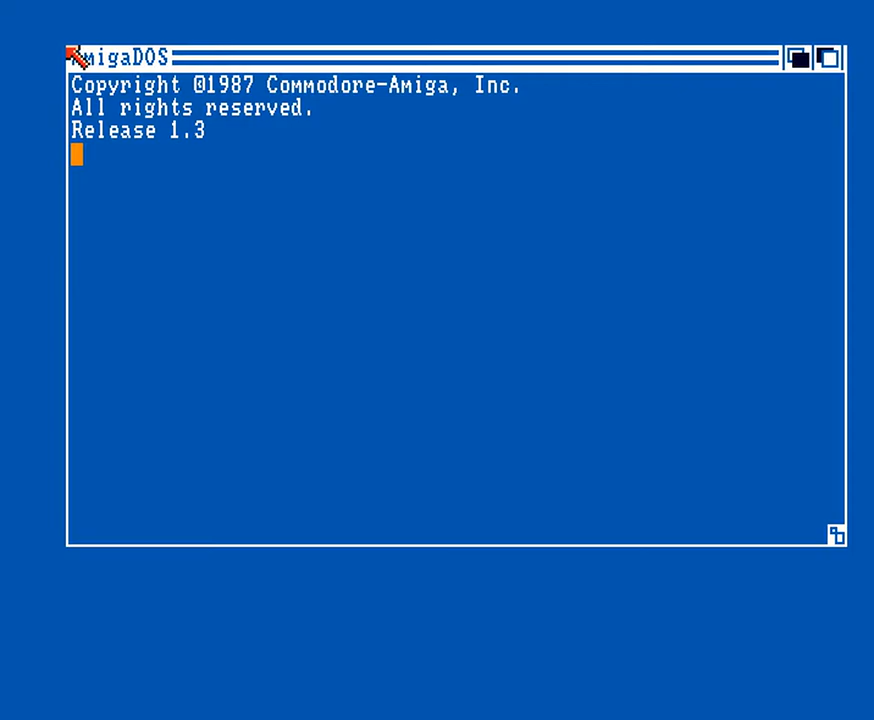 AmigaDOS
Copyright ©1987 Commodore-Amiga, Inc.
All rights reserved.
Release 1.3